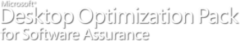 Microsoft®
Desktop Optimization Pack
for Software Assurance